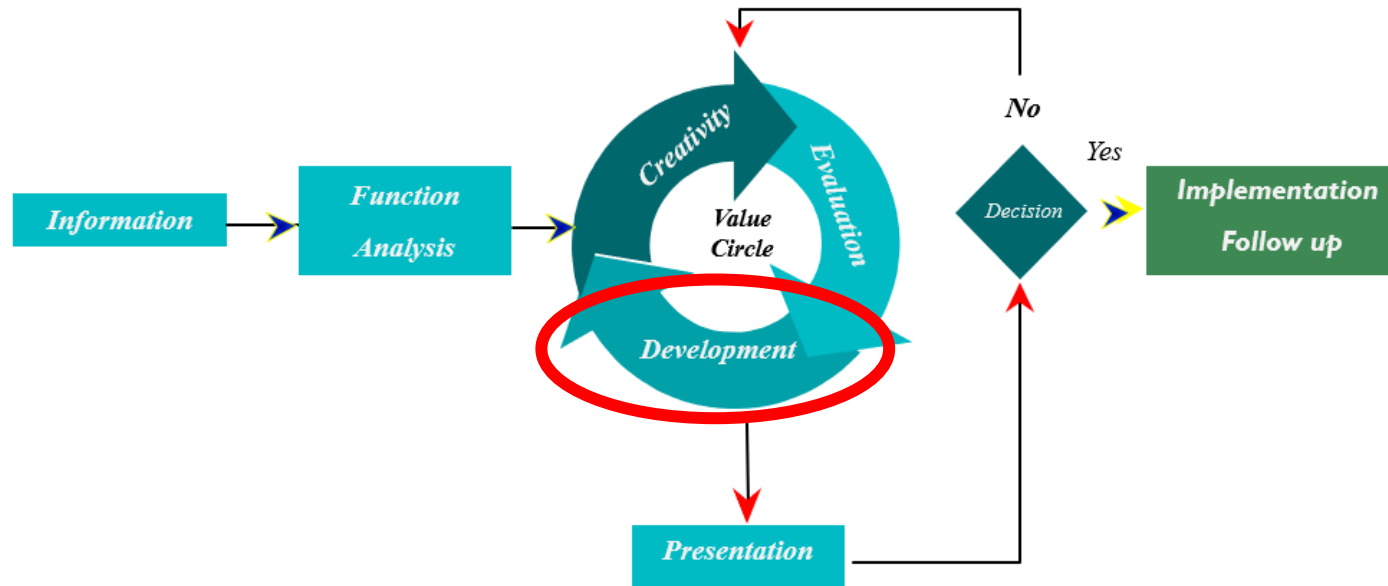 Information
Function
Analysis
Creativity
Evaluation
Value
Circle
Development
Presentation
No
Decision
Yes
Implementation
Follow up